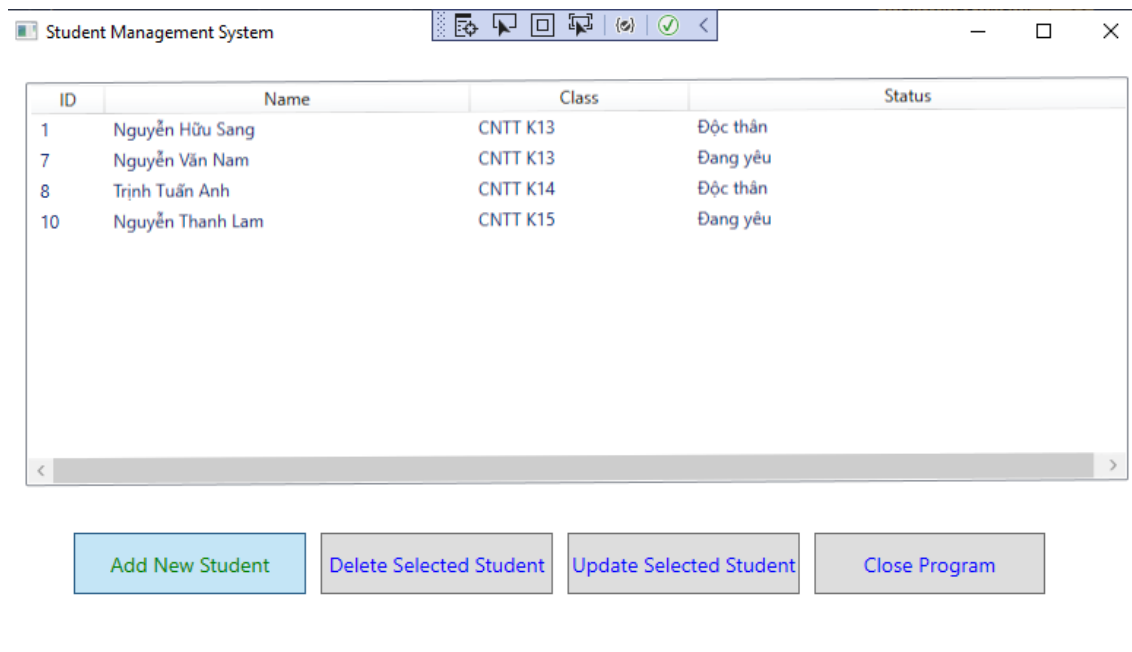 Student Management System
ID Name Class Status
1 Nguyễn Hữu Sang CNTT K13 Độc thân
7 Nguyễn Văn Nam CNTT K13 Đang yêu
8 Trịnh Tuấn Anh CNTT K14 Độc thân
10 Nguyễn Thanh Lam CNTT K15 Đang yêu
Add New Student Delete Selected Student Update Selected Student Close Program